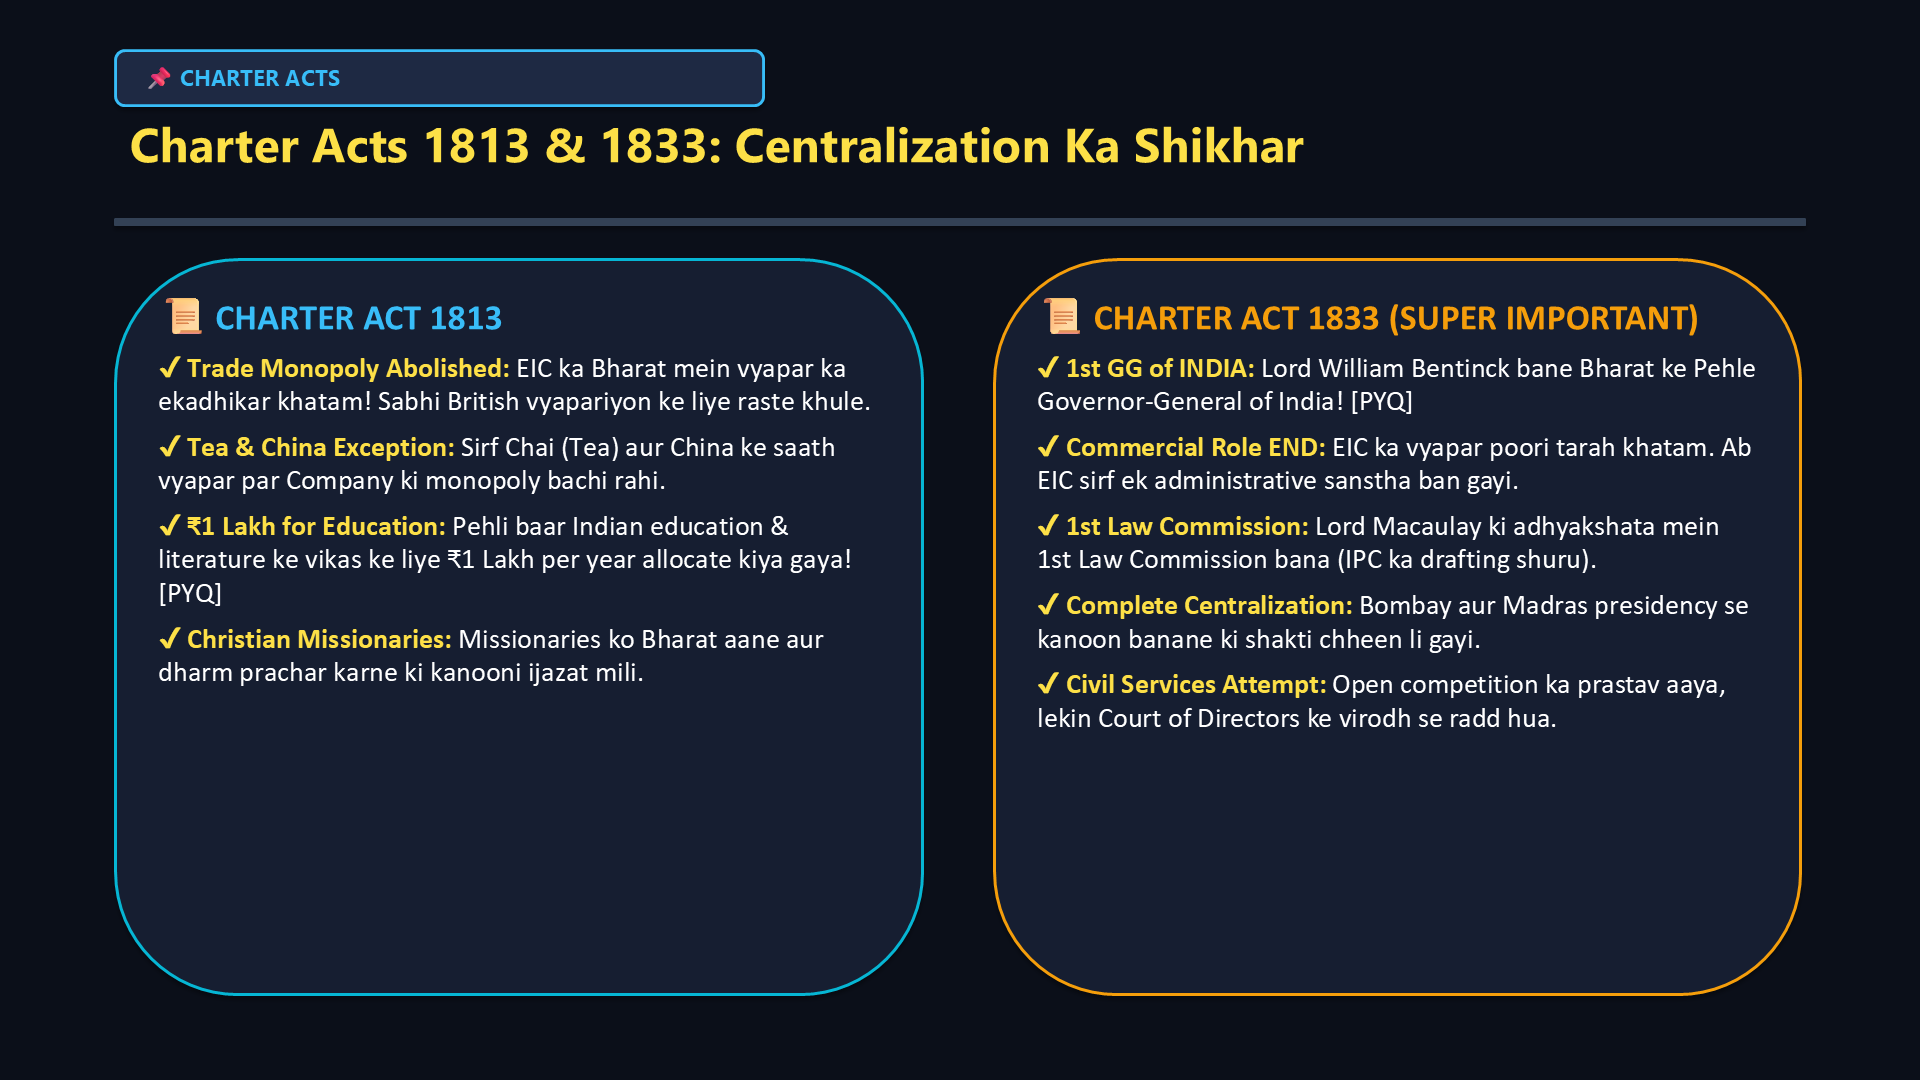 📌 CHARTER ACTS
Charter Acts 1813 & 1833: Centralization Ka Shikhar
📜 CHARTER ACT 1813
✔ Trade Monopoly Abolished: EIC ka Bharat mein vyapar ka
ekadhikar khatam! Sabhi British vyapariyon ke liye raste khule.
✔ Tea & China Exception: Sirf Chai (Tea) aur China ke saath
vyapar par Company ki monopoly bachi rahi.
✔ ₹1 Lakh for Education: Pehli baar Indian education &
literature ke vikas ke liye ₹1 Lakh per year allocate kiya gaya!
[PYQ]
✔ Christian Missionaries: Missionaries ko Bharat aane aur
dharm prachar karne ki kanooni ijazat mili.
📜 CHARTER ACT 1833 (SUPER IMPORTANT)
✔ 1st GG of INDIA: Lord William Bentinck bane Bharat ke Pehle
Governor-General of India! [PYQ]
✔ Commercial Role END: EIC ka vyapar poori tarah khatam. Ab
EIC sirf ek administrative sanstha ban gayi.
✔ 1st Law Commission: Lord Macaulay ki adhyakshata mein
1st Law Commission bana (IPC ka drafting shuru).
✔ Complete Centralization: Bombay aur Madras presidency se
kanoon banane ki shakti chheen li gayi.
✔ Civil Services Attempt: Open competition ka prastav aaya,
lekin Court of Directors ke virodh se radd hua.